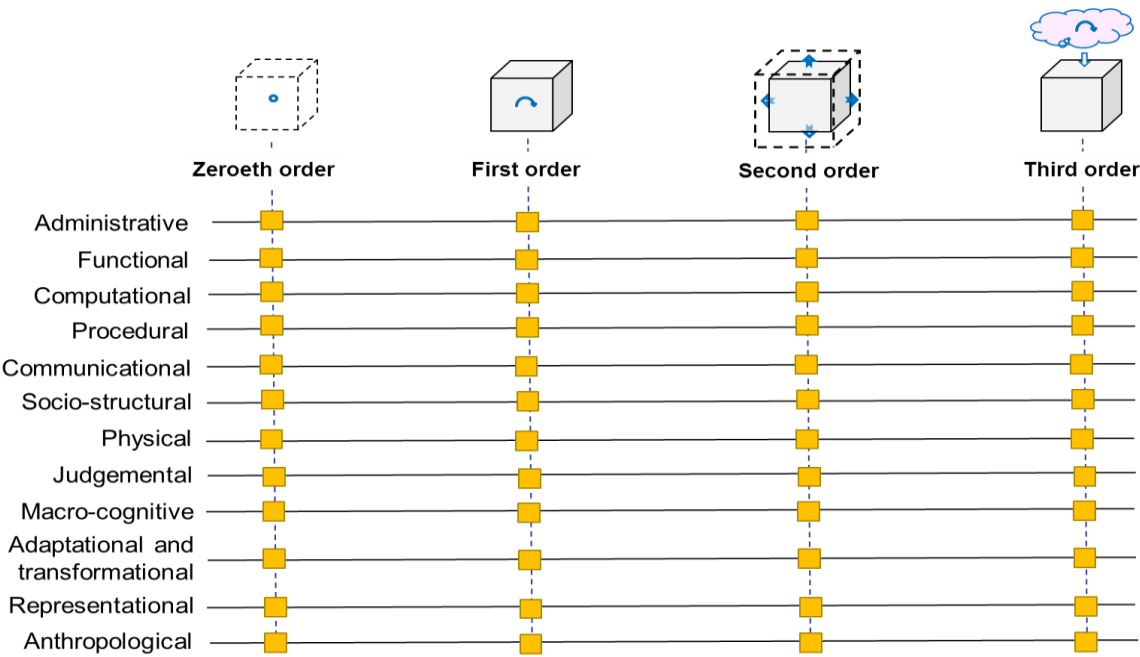 Zeroeth order First order Second order Third order
Administrative
Functional
Computational
Procedural
Communicational
Socio-structural
Physical
Judgemental
Macro-cognitive
Adaptational and
transformational
Representational
Anthropological